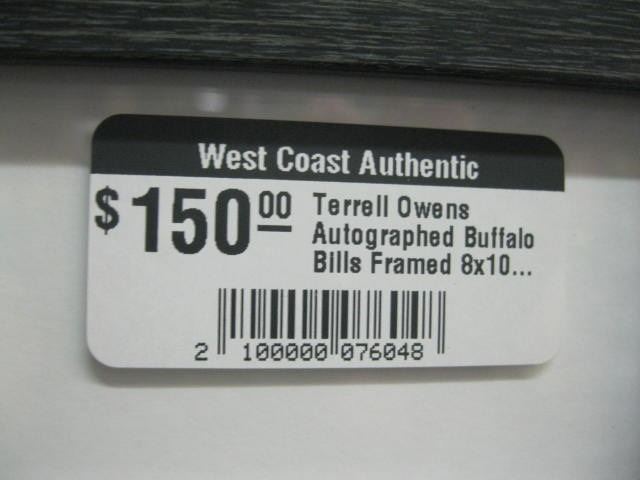 West Coast Authentic
$150 00 Terrell Owens
Autographed Buffalo
Bills Framed 8x10...
2 100000 076048